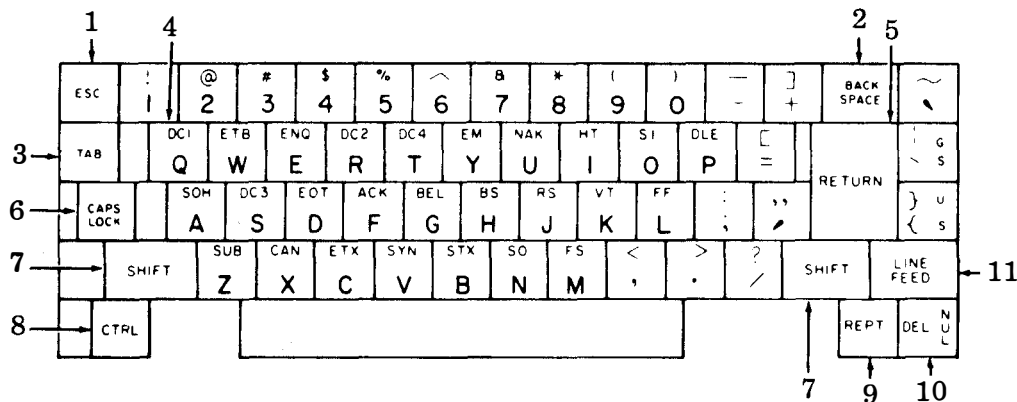 1 4 2 5
ESC ! 1 @ 2 # 3 $ 4 % 5 ^ 6 & 7 * 8 ( 9 ) 0 — - ] + BACK SPACE ~ `
3 TAB DC1 Q ETB W ENQ E DC2 R DC4 T EM Y NAK U HT I SI O DLE P [ = RETURN | \ G S
6 CAPS LOCK SOH A DC3 S EOT D ACK F BEL G BS H RS J VT K FF L : ; " ' } { U S
7 SHIFT SUB Z CAN X ETX C SYN V STX B SO N FS M < , > . ? / SHIFT LINE FEED 11
8 CTRL REPT DEL NUL
7 9 10